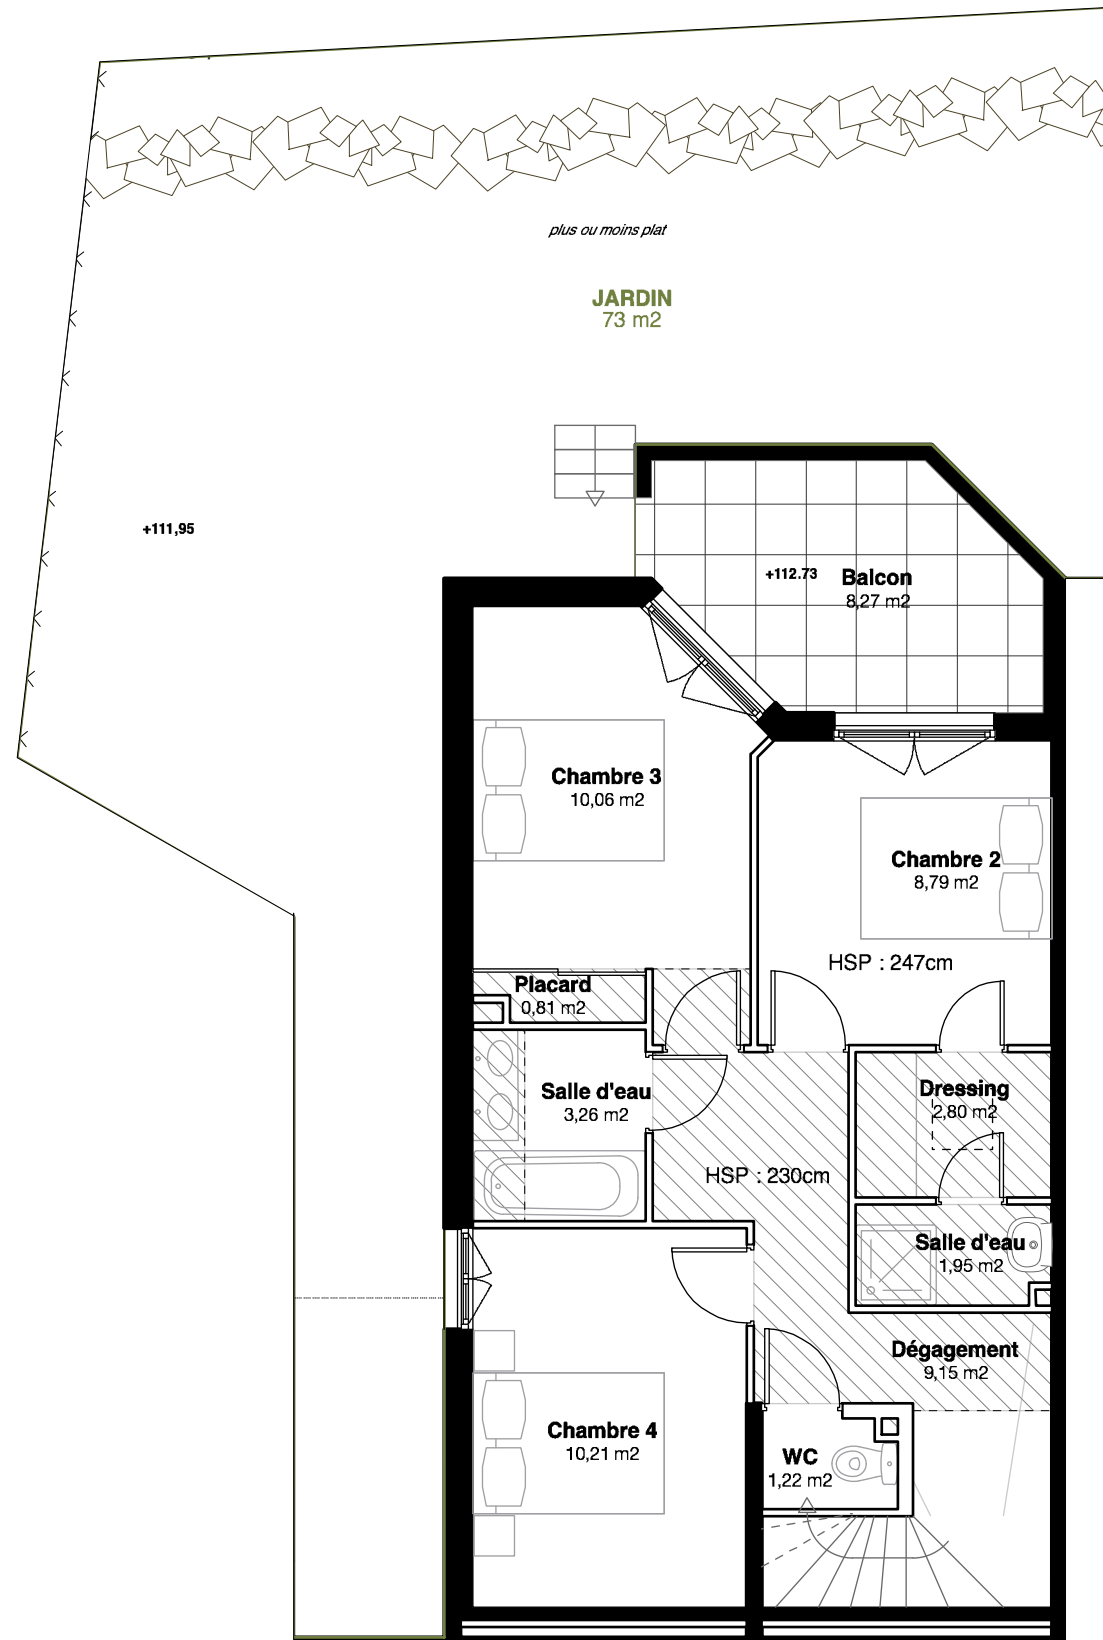 plus ou moins plat
JARDIN
73 m2
+111,95
+112.73
Balcon
8,27 m2
Chambre 3
10,06 m2
Chambre 2
8,79 m2
HSP : 247cm
Placard
0,81 m2
Salle d'eau
3,26 m2
Dressing
2,80 m2
HSP : 230cm
Salle d'eau
1,95 m2
Dégagement
9,15 m2
Chambre 4
10,21 m2
WC
1,22 m2